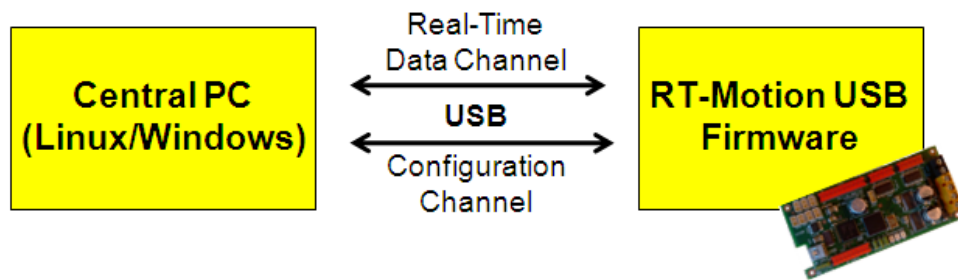 Central PC
(Linux/Windows)
Real-Time
Data Channel
USB
Configuration
Channel
RT-Motion USB
Firmware